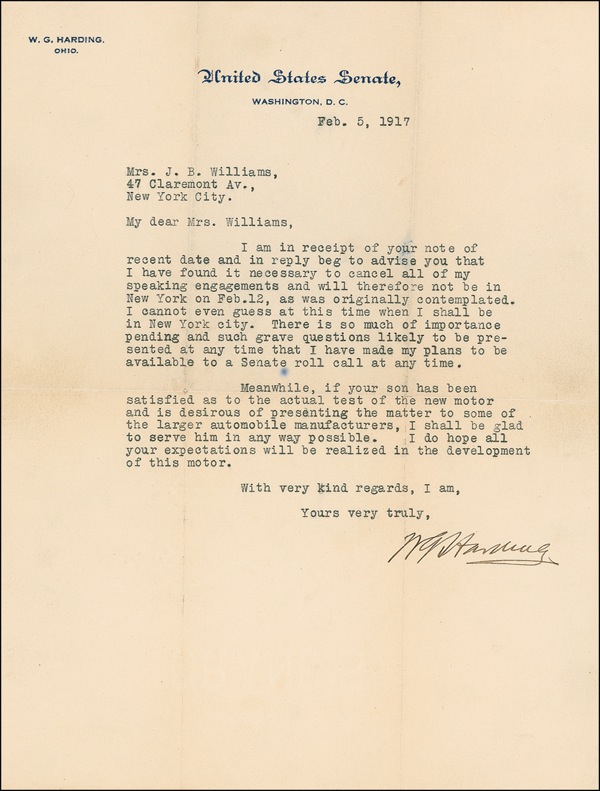 W. G. HARDING.
OHIO.
United States Senate,
WASHINGTON, D. C.
Feb. 5, 1917
Mrs. J. B. Williams,
47 Claremont Av.,
New York City.
My dear Mrs. Williams,
I am in receipt of your note of
recent date and in reply beg to advise you that
I have found it necessary to cancel all of my
speaking engagements and will therefore not be in
New York on Feb.12, as was originally contemplated.
I cannot even guess at this time when I shall be
in New York city. There is so much of importance
pending and such grave questions likely to be pre-
sented at any time that I have made my plans to be
available to a Senate roll call at any time.
Meanwhile, if your son has been
satisfied as to the actual test of the new motor
and is desirous of presenting the matter to some of
the larger automobile manufacturers, I shall be glad
to serve him in any way possible. I do hope all
your expectations will be realized in the development
of this motor.
With very kind regards, I am,
Yours very truly,
W G Harding